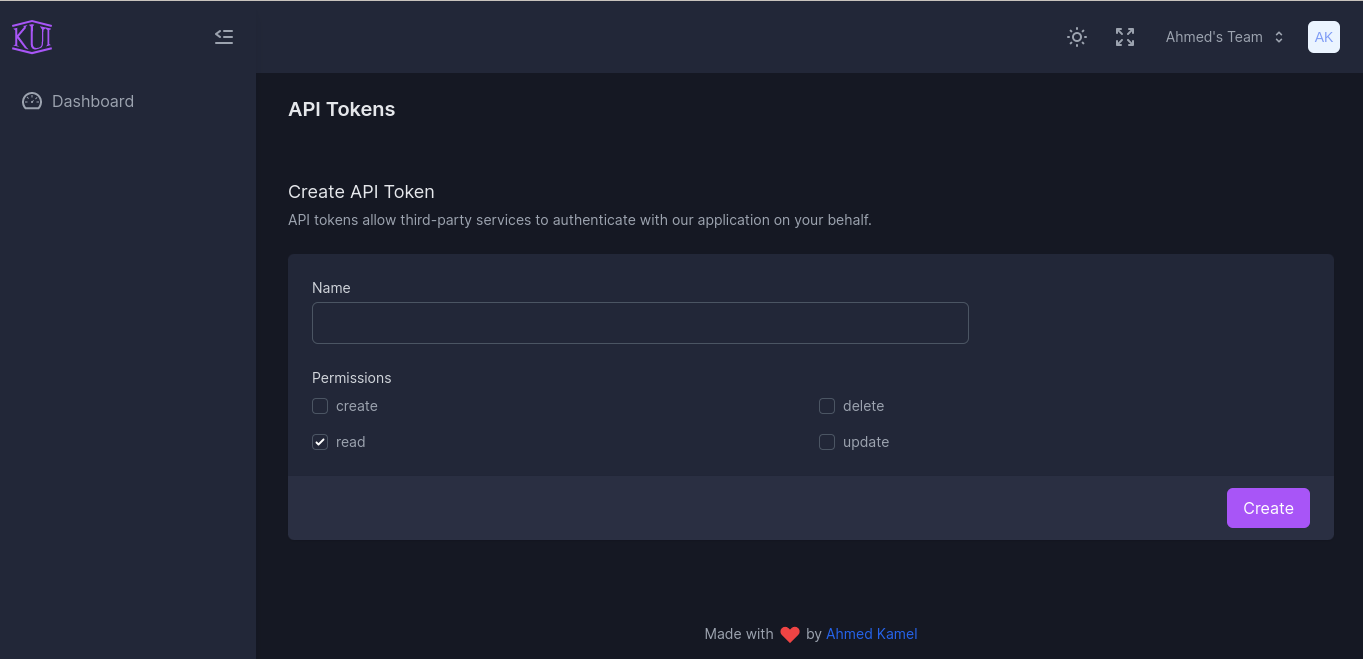 KUI
Ahmed's Team
AK
Dashboard
API Tokens
Create API Token
API tokens allow third-party services to authenticate with our application on your behalf.
Name
Permissions
create
delete
read
update
Create
Made with ❤ by Ahmed Kamel